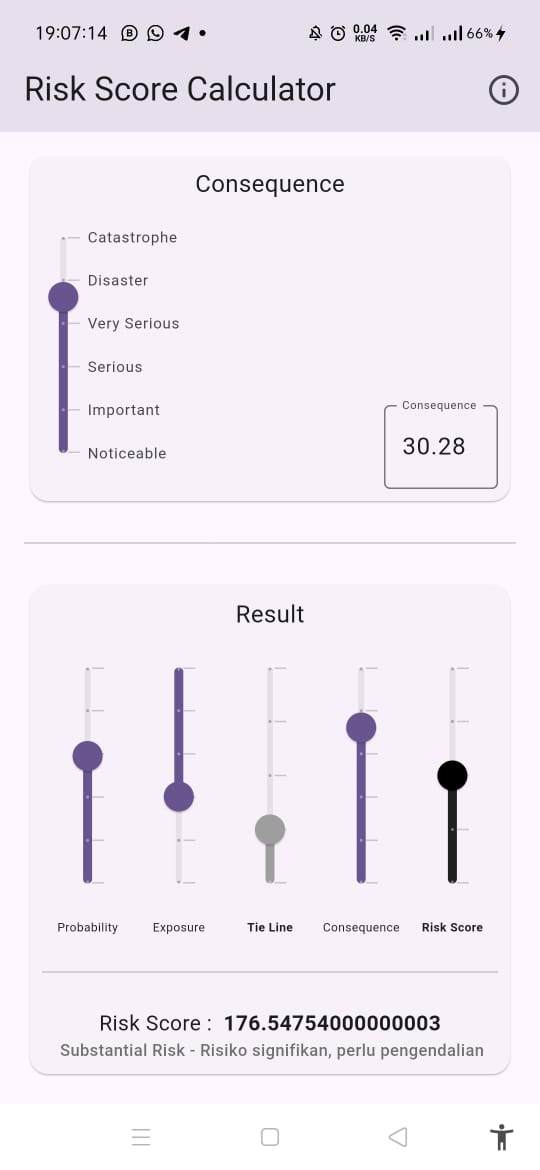 19:07:14
0.04
KB/S
66%
Risk Score Calculator
Consequence
Catastrophe
Disaster
Very Serious
Serious
Important
Noticeable
Consequence
30.28
Result
Probability Exposure Tie Line Consequence Risk Score
Risk Score : 176.54754000000003
Substantial Risk - Risiko signifikan, perlu pengendalian